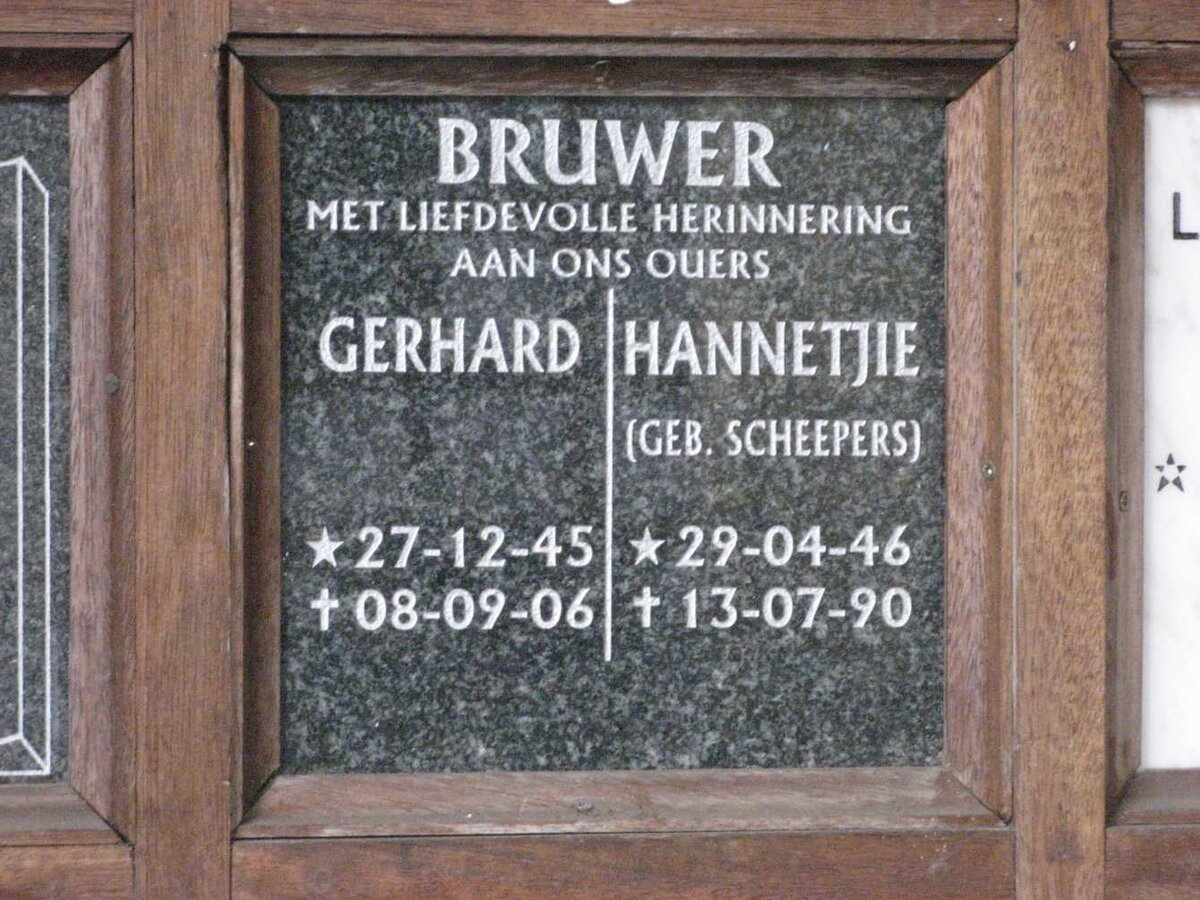 BRUWER
MET LIEFDEVOLLE HERINNERING
AAN ONS OUERS
GERHARD
★27-12-45
✝08-09-06
HANNETJIE
(GEB. SCHEEPERS)
★29-04-46
✝13-07-90
L